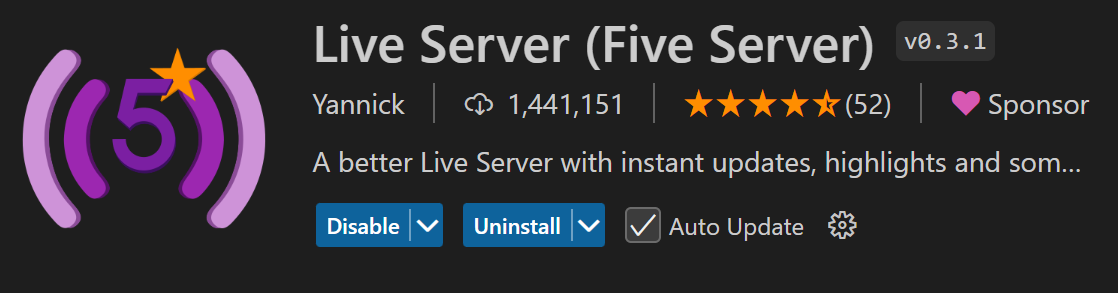 5
Live Server (Five Server) v0.3.1
Yannick 1,441,151 (52) Sponsor
A better Live Server with instant updates, highlights and som...
Disable Uninstall Auto Update